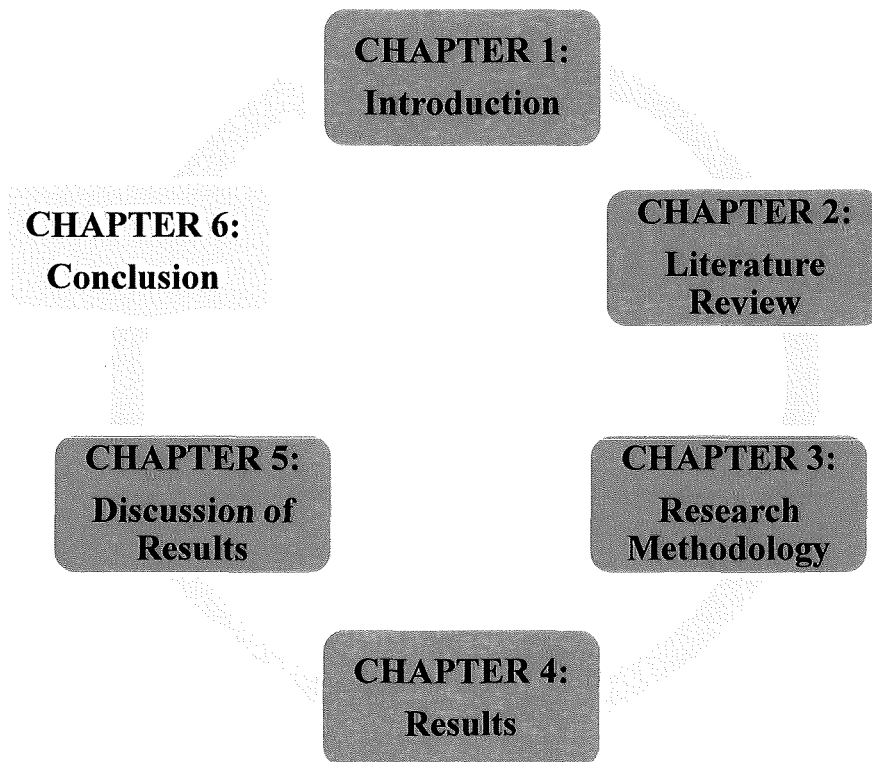 CHAPTER 1:
Introduction
CHAPTER 2:
Literature
Review
CHAPTER 3:
Research
Methodology
CHAPTER 4:
Results
CHAPTER 5:
Discussion of
Results
CHAPTER 6:
Conclusion